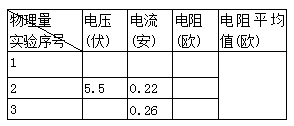 物理量 电压 电流 电阻 电阻平均
实验序号 (伏) (安) (欧) 值(欧)
1
2 5.5 0.22
3 0.26